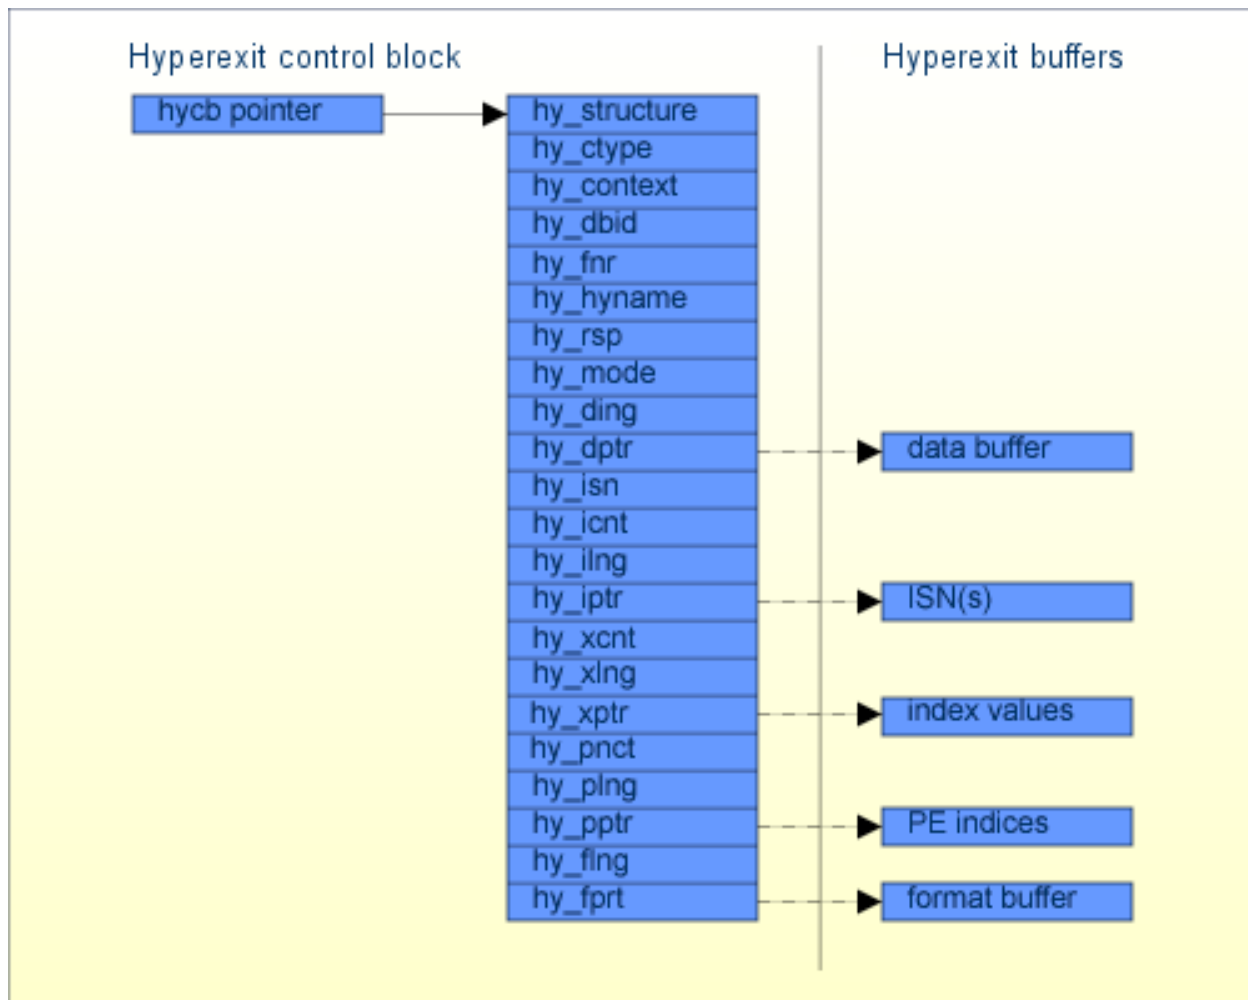 Hyperexit control block
Hyperexit buffers
hycb pointer
hy_structure
hy_ctype
hy_context
hy_dbid
hy_fnr
hy_hyname
hy_rsp
hy_mode
hy_ding
hy_dptr
data buffer
hy_isn
hy_icnt
hy_ilng
hy_iptr
ISN(s)
hy_xcnt
hy_xlng
hy_xptr
index values
hy_pnct
hy_plng
hy_pptr
PE indices
hy_flng
hy_fprt
format buffer